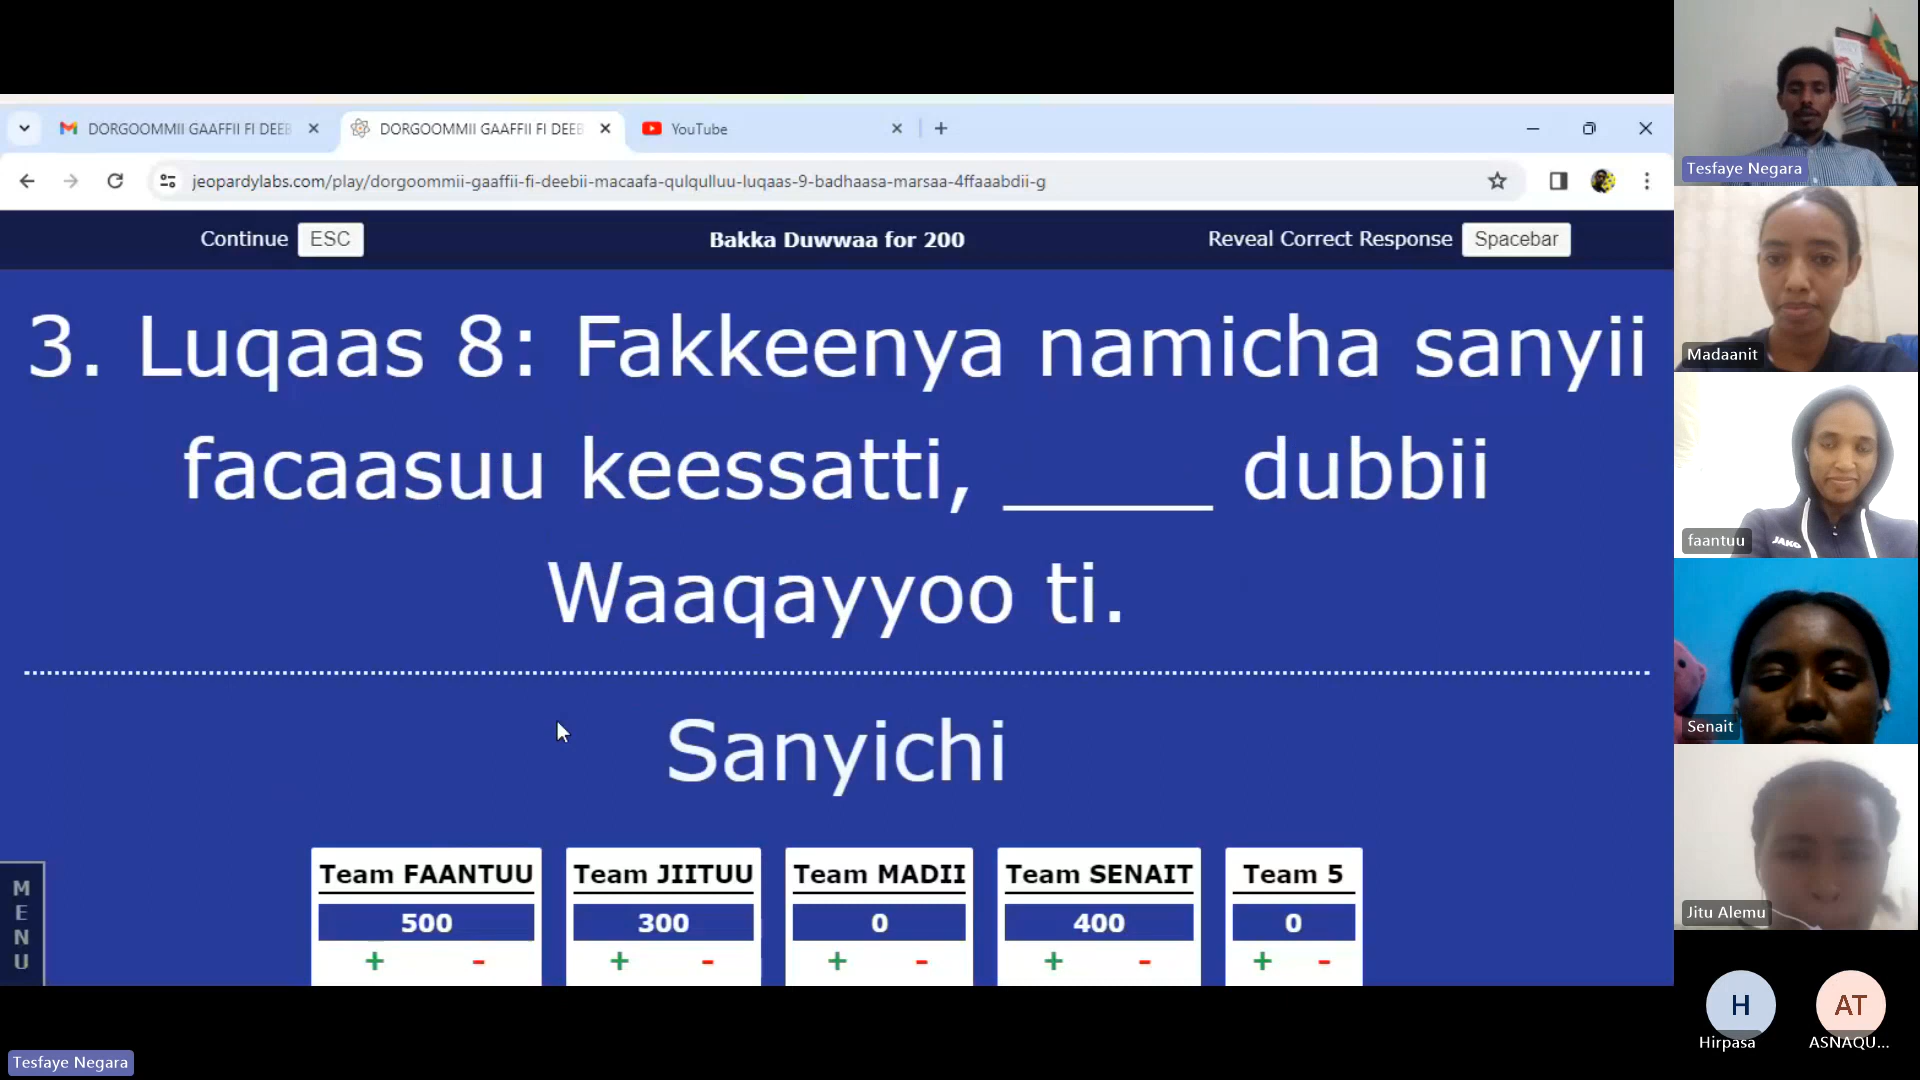 DORGOOMMII GAAFFII FI DEEB
DORGOOMMII GAAFFII FI DEEB
YouTube
jeopardylabs.com/play/dorgoommii-gaaffii-fi-deebii-macaafa-qulqulluu-luqaas-9-badhaasa-marsaa-4ffaaabdii-g
Continue ESC
Bakka Duwwaa for 200
Reveal Correct Response Spacebar
3. Luqaas 8: Fakkeenya namicha sanyii
facaasuu keessatti, _____ dubbii
Waaqayyoo ti.
Sanyichi
MENU
Team FAANTUU
500
+ -
Team JIITUU
300
+ -
Team MADII
0
+ -
Team SENAIT
400
+ -
Team 5
0
+ -
Tesfaye Negara
Tesfaye Negara
Madaanit
JAKO
faantuu
Senait
Jitu Alemu
H
Hirpasa
AT
ASNAQU...